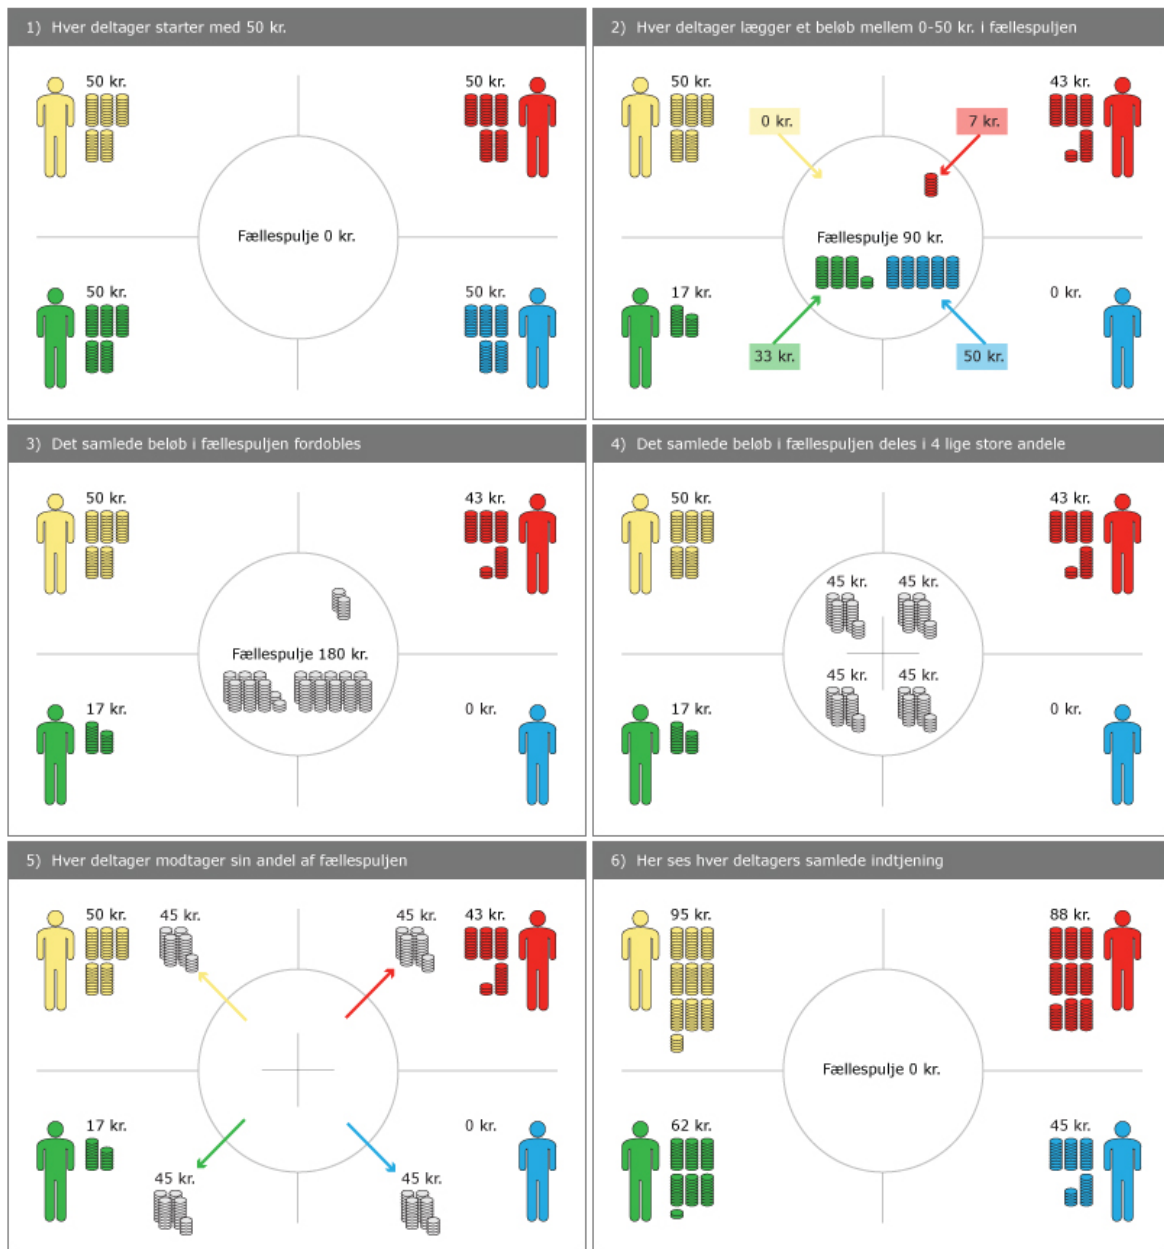 1) Hver deltager starter med 50 kr.
50 kr.
50 kr.
Fællespulje 0 kr.
50 kr.
50 kr.
2) Hver deltager lægger et beløb mellem 0-50 kr. i fællespuljen
50 kr.
43 kr.
0 kr.
7 kr.
Fællespulje 90 kr.
17 kr.
0 kr.
33 kr.
50 kr.
3) Det samlede beløb i fællespuljen fordobles
50 kr.
43 kr.
Fællespulje 180 kr.
17 kr.
0 kr.
4) Det samlede beløb i fællespuljen deles i 4 lige store andele
50 kr.
43 kr.
45 kr.
45 kr.
45 kr.
45 kr.
17 kr.
0 kr.
5) Hver deltager modtager sin andel af fællespuljen
50 kr.
45 kr.
45 kr.
43 kr.
17 kr.
0 kr.
45 kr.
45 kr.
6) Her ses hver deltagers samlede indtjening
95 kr.
88 kr.
Fællespulje 0 kr.
62 kr.
45 kr.